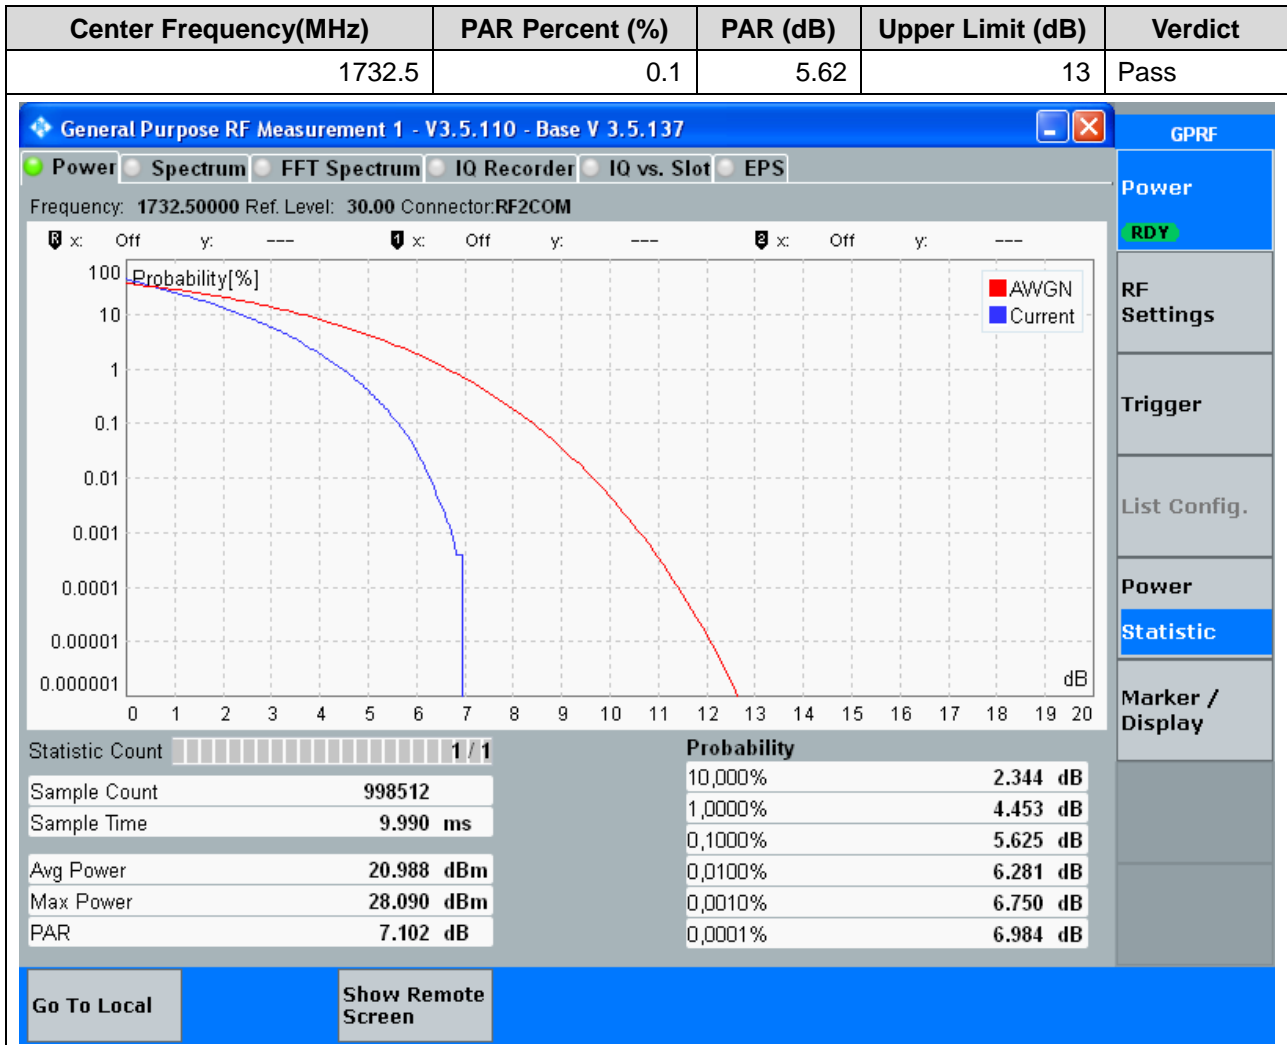 Center Frequency(MHz) PAR Percent (%) PAR (dB) Upper Limit (dB) Verdict
1732.5 0.1 5.62 13 Pass
General Purpose RF Measurement 1 - V3.5.110 - Base V 3.5.137
GPRF
Power Spectrum FFT Spectrum IQ Recorder IQ vs. Slot EPS
Power
RDY
Frequency: 1732.50000 Ref. Level: 30.00 Connector:RF2COM
R x: Off y: --- 1 x: Off y: --- 2 x: Off y: ---
Probability[%]
100
10
1
0.1
0.01
0.001
0.0001
0.00001
0.000001
AWGN
Current
dB
0 1 2 3 4 5 6 7 8 9 10 11 12 13 14 15 16 17 18 19 20
RF
Settings
Trigger
List Config.
Power
Statistic
Marker /
Display
Statistic Count 1 / 1
Sample Count 998512
Sample Time 9.990 ms
Avg Power 20.988 dBm
Max Power 28.090 dBm
PAR 7.102 dB
Probability
10,000% 2.344 dB
1,0000% 4.453 dB
0,1000% 5.625 dB
0,0100% 6.281 dB
0,0010% 6.750 dB
0,0001% 6.984 dB
Go To Local
Show Remote
Screen